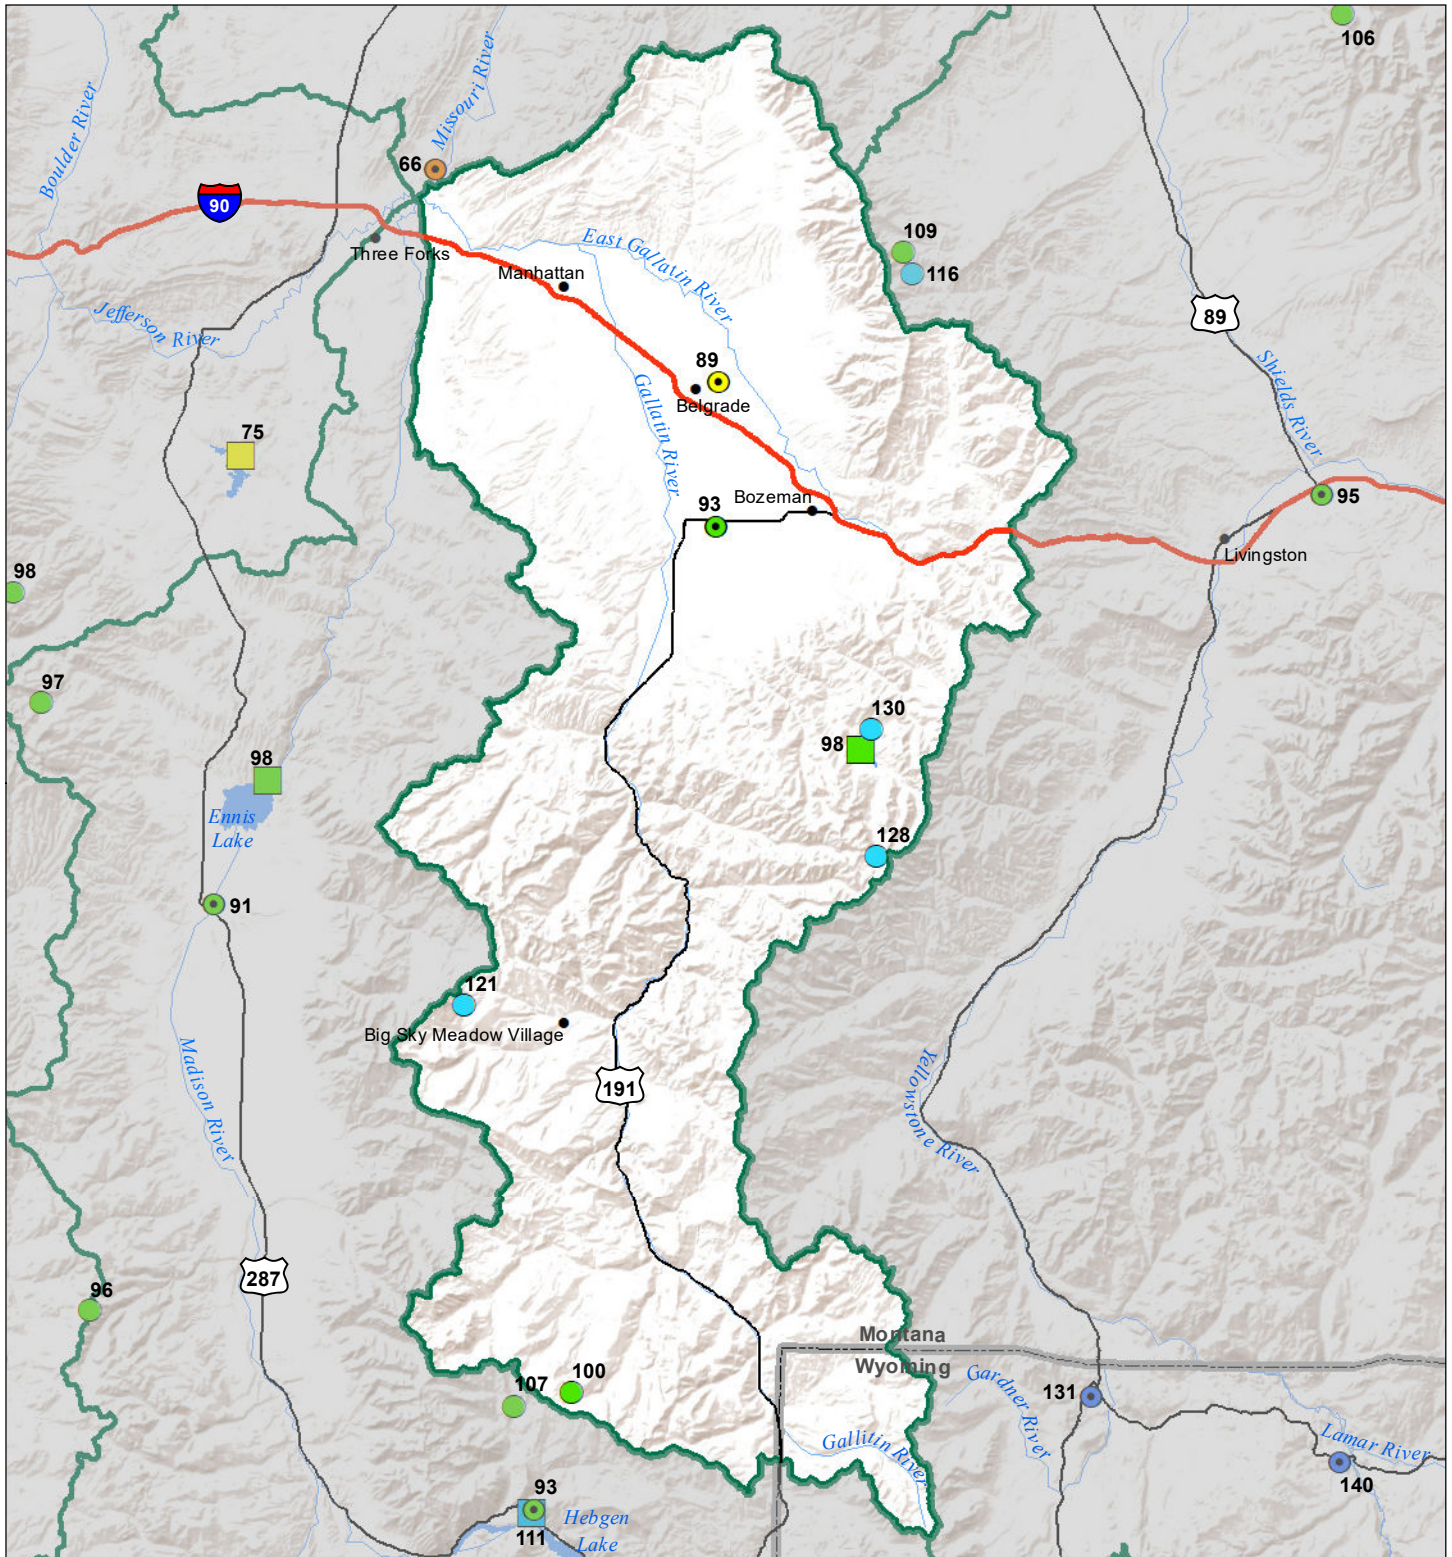 106
Missouri River
Boulder River
66
90
109
East Gallatin River
Three Forks
Manhattan
116
89
Jefferson River
89
Shields River
Gallatin River
Belgrade
75
Bozeman
93
95
Livingston
98
97
130
98
98
Ennis
Lake
128
91
121
Big Sky Meadow Village
Madison River
Yellowstone River
191
287
96
Montana
Wyoming
107
100
Gardner River
131
Gallitin River
Lamar River
140
93
111
Hebgen
Lake